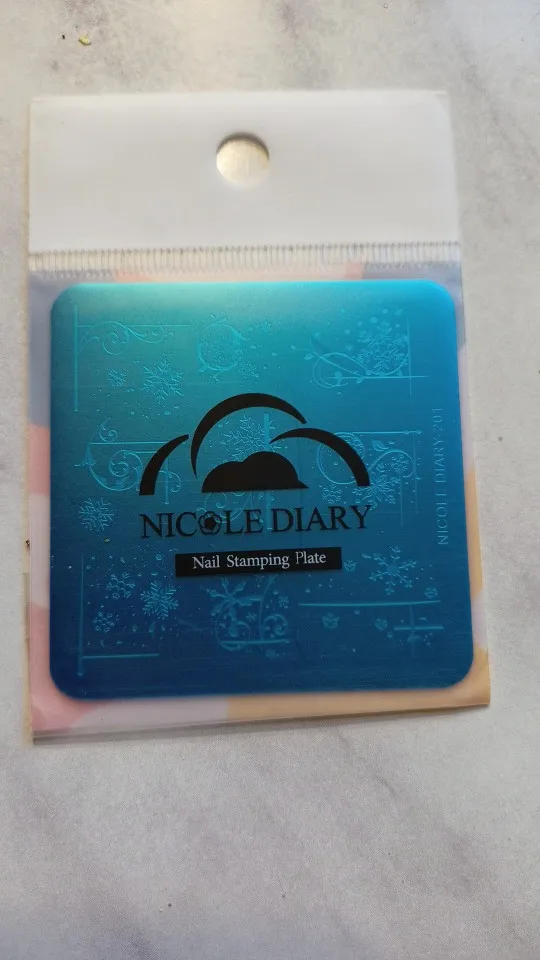 NICOLE DIARY
Nail Stamping Plate
NICOLE DIARY-201